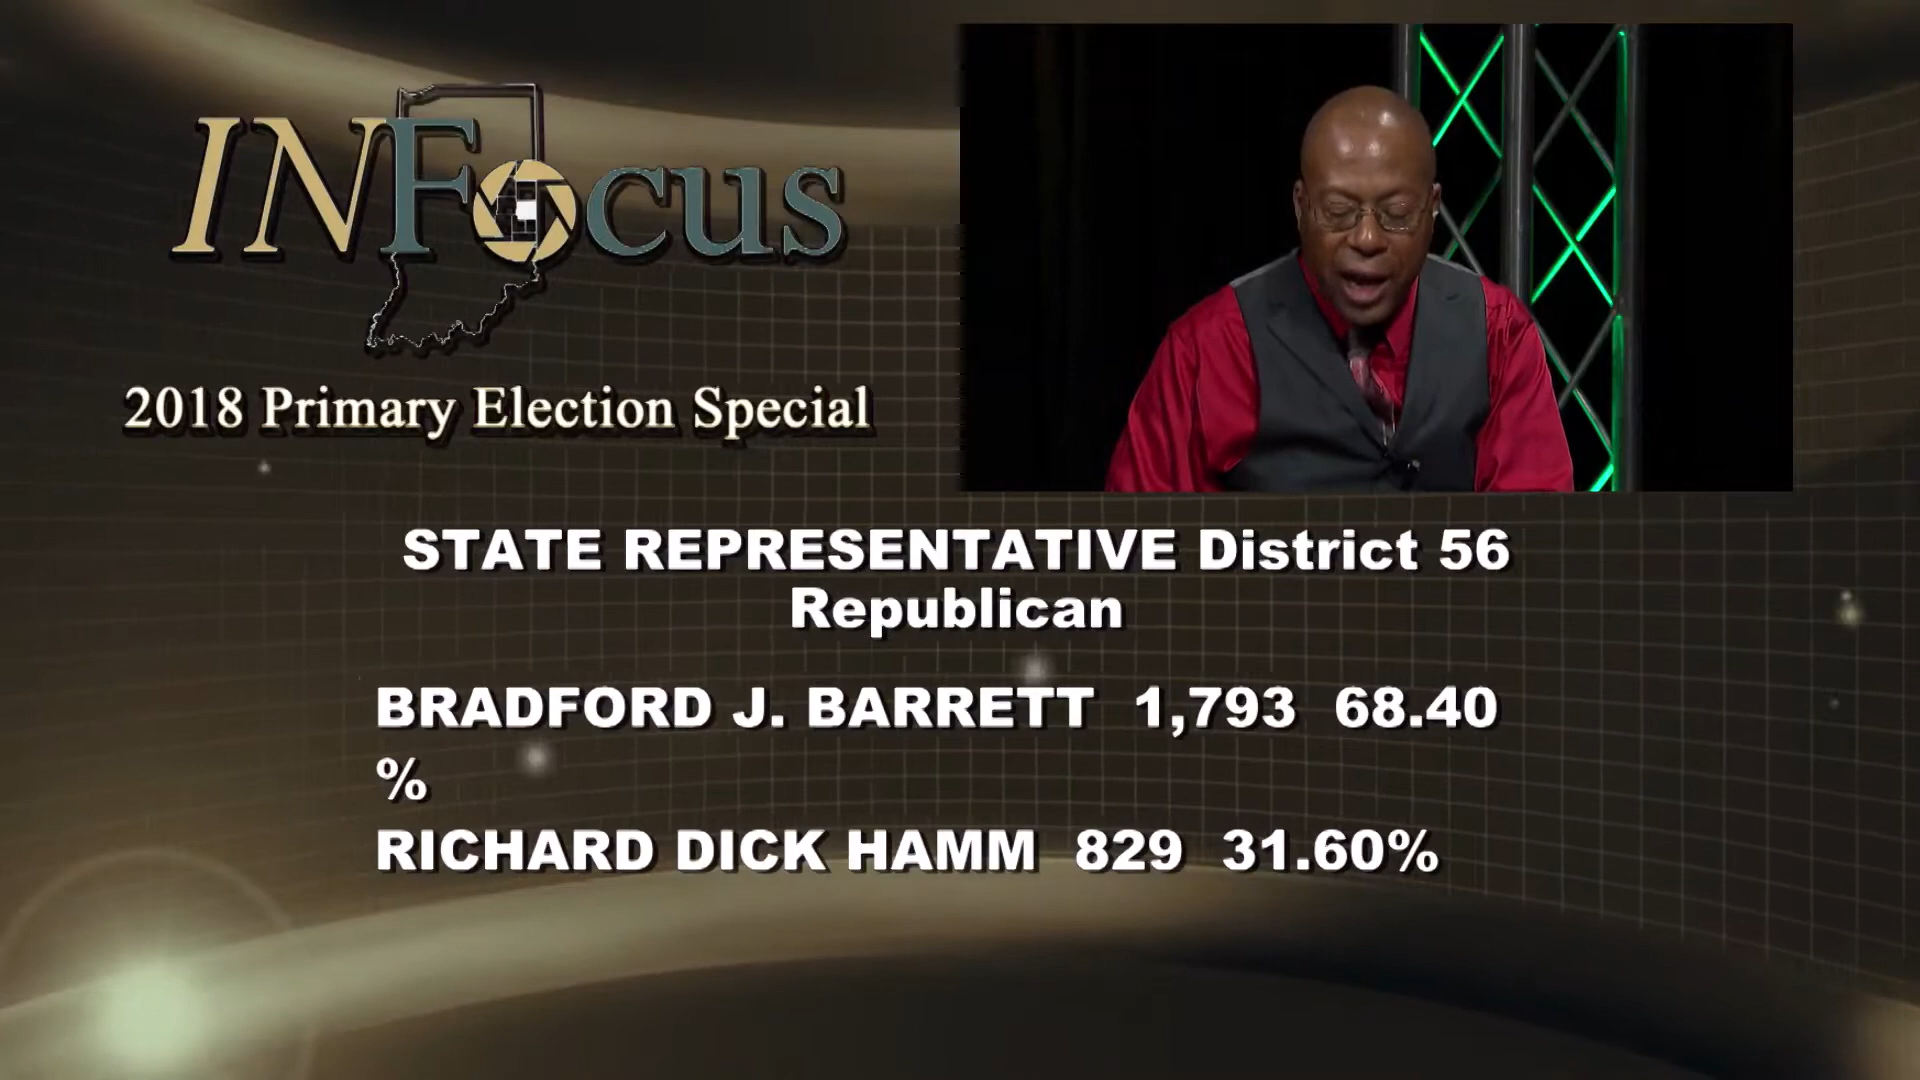 INFocus
2018 Primary Election Special
STATE REPRESENTATIVE District 56
Republican
BRADFORD J. BARRETT 1,793 68.40
%
RICHARD DICK HAMM 829 31.60%